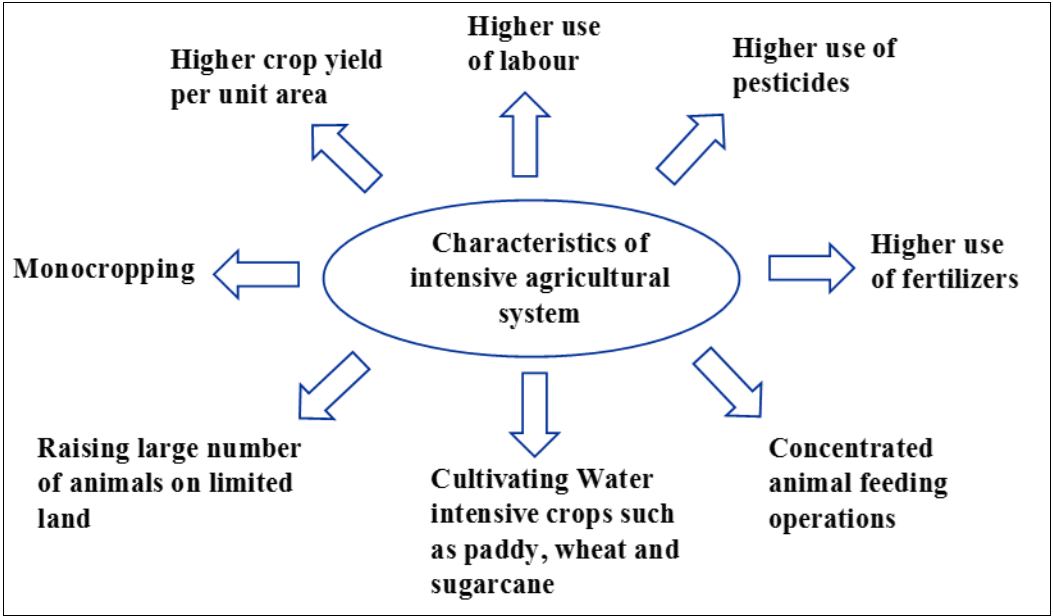 Higher crop yield
per unit area
Higher use
of labour
Higher use of
pesticides
Monocropping
Characteristics of
intensive agricultural
system
Higher use
of fertilizers
Raising large number
of animals on limited
land
Cultivating Water
intensive crops such
as paddy, wheat and
sugarcane
Concentrated
animal feeding
operations